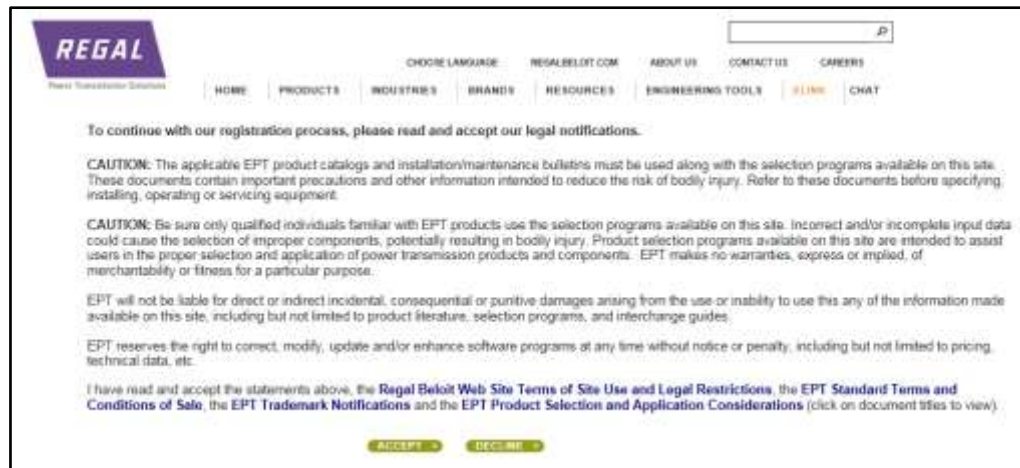 REGAL
Power Transmission Solutions
CHOOSE LANGUAGE REGALBELOIT.COM ABOUT US CONTACT US CAREERS
HOME PRODUCTS INDUSTRIES BRANDS RESOURCES ENGINEERING TOOLS ELINK CHAT
To continue with our registration process, please read and accept our legal notifications.
CAUTION: The applicable EPT product catalogs and installation/maintenance bulletins must be used along with the selection programs available on this site.
These documents contain important precautions and other information intended to reduce the risk of bodily injury. Refer to these documents before specifying,
installing, operating or servicing equipment.
CAUTION: Be sure only qualified individuals familiar with EPT products use the selection programs available on this site. Incorrect and/or incomplete input data
could cause the selection of improper components, potentially resulting in bodily injury. Product selection programs available on this site are intended to assist
users in the proper selection and application of power transmission products and components. EPT makes no warranties, express or implied, of
merchantability or fitness for a particular purpose.
EPT will not be liable for direct or indirect incidental, consequential or punitive damages arising from the use or inability to use this any of the information made
available on this site, including but not limited to product literature, selection programs, and interchange guides.
EPT reserves the right to correct, modify, update and/or enhance software programs at any time without notice or penalty, including but not limited to pricing,
technical data, etc.
I have read and accept the statements above, the Regal Beloit Web Site Terms of Site Use and Legal Restrictions, the EPT Standard Terms and
Conditions of Sale, the EPT Trademark Notifications and the EPT Product Selection and Application Considerations (click on document titles to view).
ACCEPT DECLINE